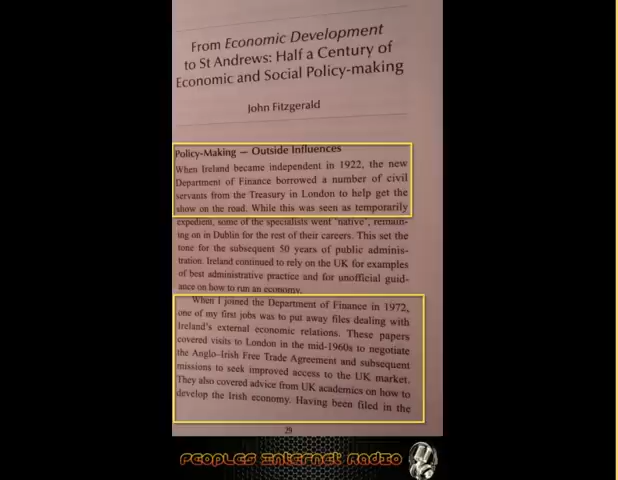 From Economic Development
to St Andrews: Half a Century of
Economic and Social Policy-making
John Fitzgerald
Policy-Making — Outside Influences
When Ireland became independent in 1922, the new
Department of Finance borrowed a number of civil
servants from the Treasury in London to help get the
show on the road. While this was seen as temporarily
expedient, some of the specialists went "native", remain-
ing on in Dublin for the rest of their careers. This set the
tone for the subsequent 50 years of public adminis-
tration. Ireland continued to rely on the UK for examples
of best administrative practice and for unofficial guid-
ance on how to run an economy.
When I joined the Department of Finance in 1972,
one of my first jobs was to put away files dealing with
Ireland's external economic relations. These papers
covered visits to London in the mid-1960s to negotiate
the Anglo-Irish Free Trade Agreement and subsequent
missions to seek improved access to the UK market.
They also covered advice from UK academics on how to
develop the Irish economy. Having been filed in the
29
PEOPLES INTERNET RADIO